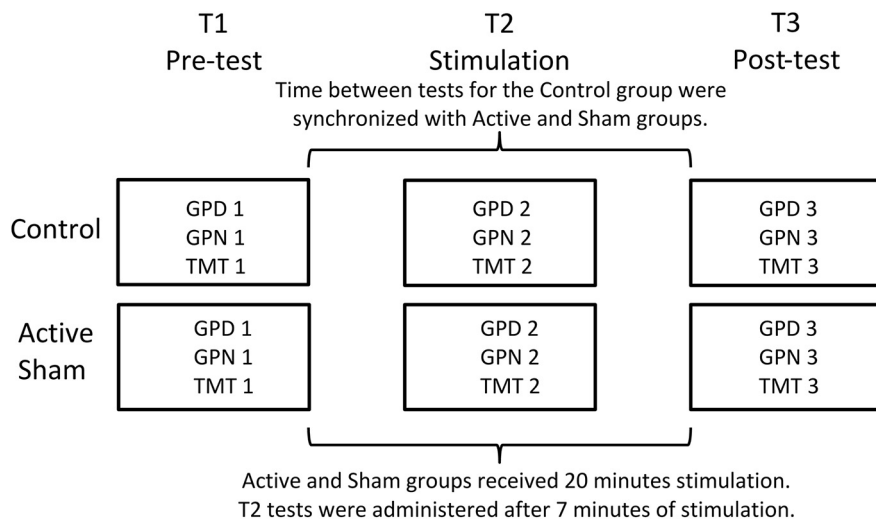 T1
Pre-test
T2
Stimulation
T3
Post-test
Time between tests for the Control group were
synchronized with Active and Sham groups.
Control
GPD 1
GPN 1
TMT 1
GPD 2
GPN 2
TMT 2
GPD 3
GPN 3
TMT 3
Active
Sham
GPD 1
GPN 1
TMT 1
GPD 2
GPN 2
TMT 2
GPD 3
GPN 3
TMT 3
Active and Sham groups received 20 minutes stimulation.
T2 tests were administered after 7 minutes of stimulation.